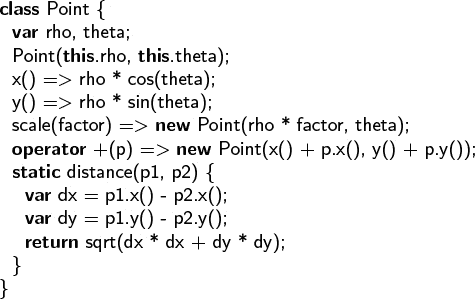 class Point {
  var rho, theta;
  Point(this.rho, this.theta);
  x() => rho * cos(theta);
  y() => rho * sin(theta);
  scale(factor) => new Point(rho * factor, theta);
  operator +(p) => new Point(x() + p.x(), y() + p.y());
  static distance(p1, p2) {
    var dx = p1.x() - p2.x();
    var dy = p1.y() - p2.y();
    return sqrt(dx * dx + dy * dy);
  }
}